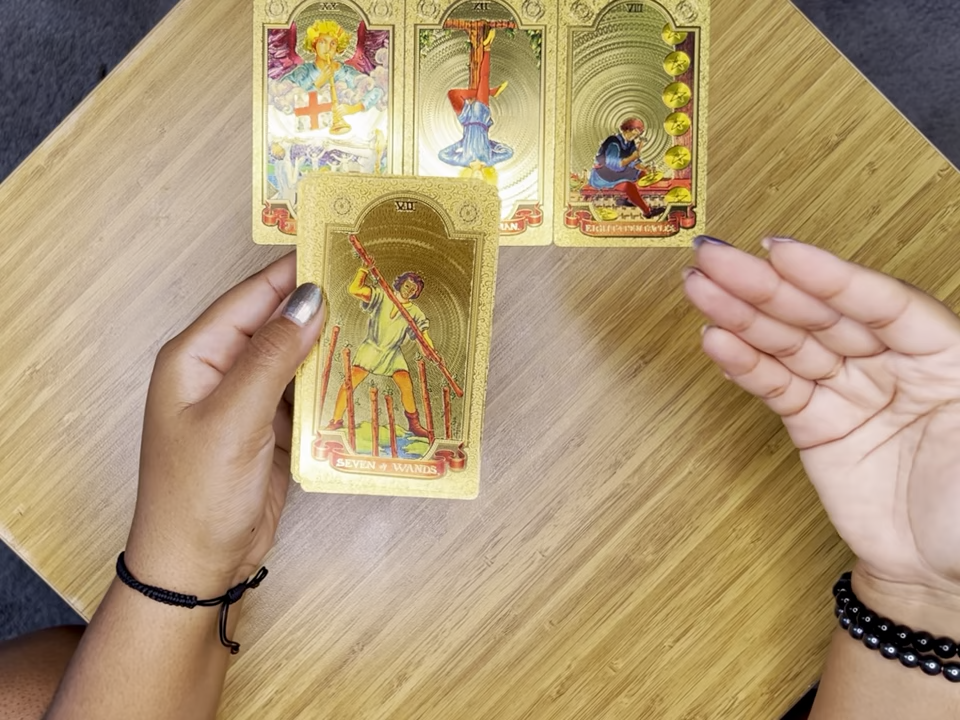 XX
XII
VIII
MAN.
EIGHT OF PENTACLES.
VII
SEVEN of WANDS.